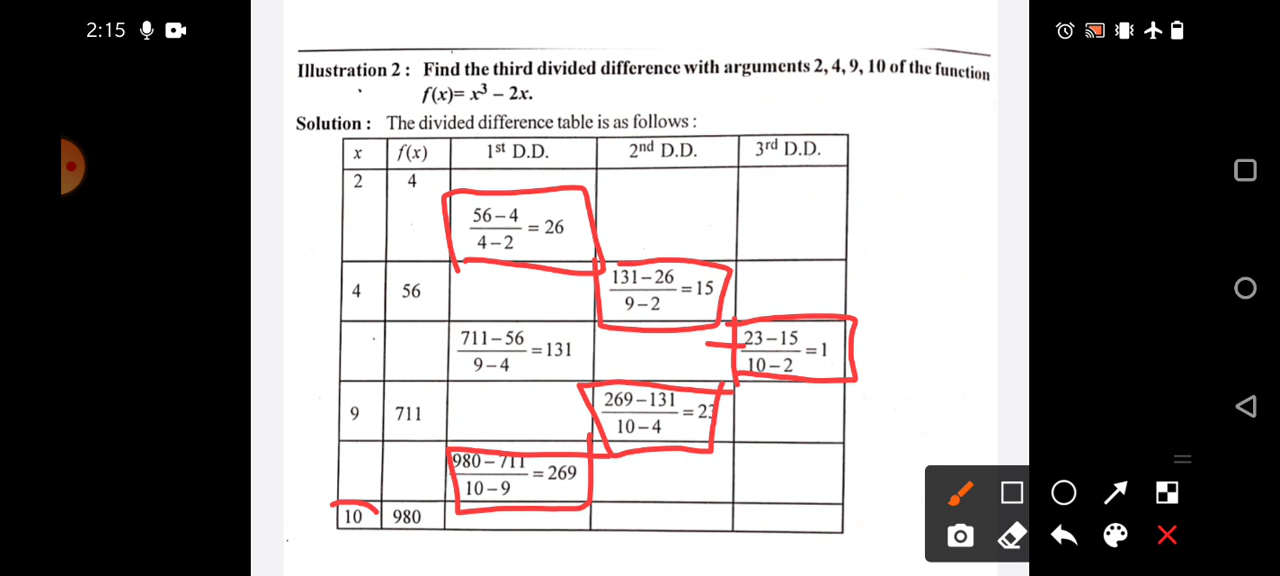 2:15
Illustration 2 : Find the third divided difference with arguments 2, 4, 9, 10 of the function
f(x)= x³ – 2x.
Solution : The divided difference table is as follows :
x f(x) 1st D.D. 2nd D.D. 3rd D.D.
2 4
56 – 4 / 4 – 2 = 26
4 56 131 – 26 / 9 – 2 = 15
711 – 56 / 9 – 4 = 131 23 – 15 / 10 – 2 = 1
9 711 269 – 131 / 10 – 4 = 23
980 – 711 / 10 – 9 = 269
10 980